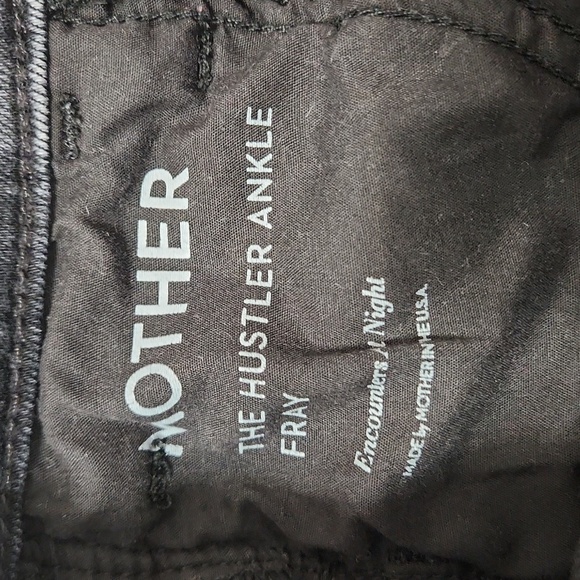 MOTHER
THE HUSTLER ANKLE
FRAY
Encounters At Night
MADE by MOTHER IN THE U.S.A.